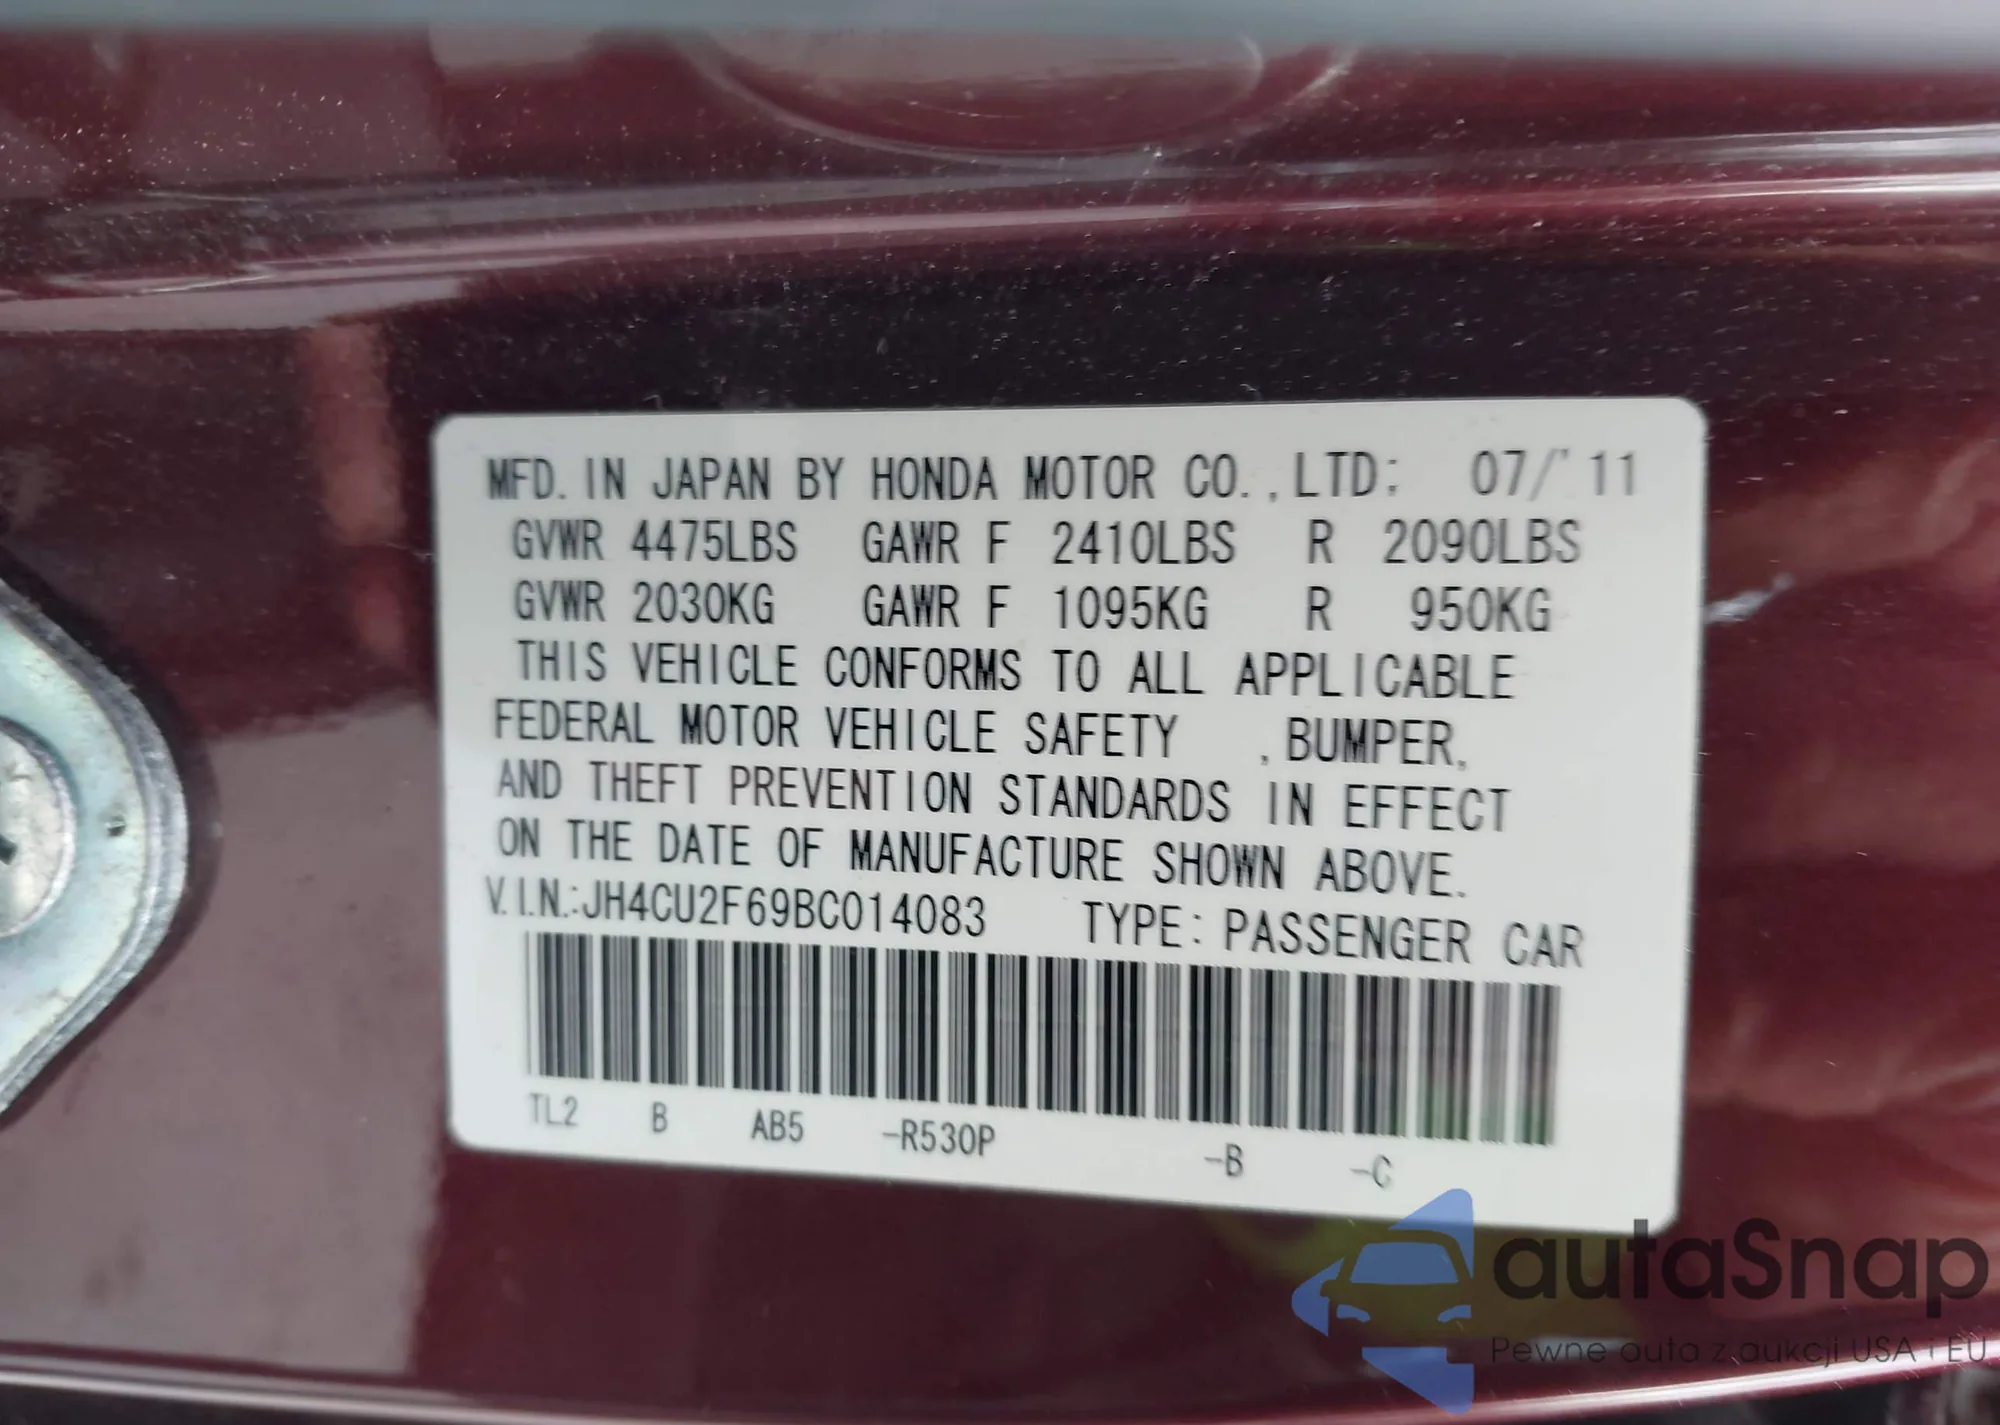 MFD. IN JAPAN BY HONDA MOTOR CO.,LTD: 07/'11
GVWR 4475LBS GAWR F 2410LBS R 2090LBS
GVWR 2030KG GAWR F 1095KG R 950KG
THIS VEHICLE CONFORMS TO ALL APPLICABLE
FEDERAL MOTOR VEHICLE SAFETY , BUMPER,
AND THEFT PREVENTION STANDARDS IN EFFECT
ON THE DATE OF MANUFACTURE SHOWN ABOVE.
V.I.N.:JH4CU2F69BC014083 TYPE: PASSENGER CAR
TL2 B AB5 -R530P -B -C
autaSnap
Pewne auta z aukcji USA i EU